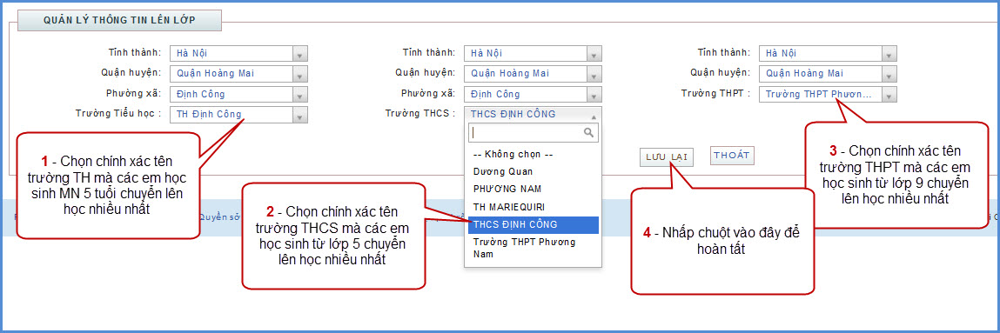 QUẢN LÝ THÔNG TIN LÊN LỚP
Tỉnh thành: Hà Nội
Quận huyện: Quận Hoàng Mai
Phường xã: Định Công
Trường Tiểu học : TH Định Công
Tỉnh thành: Hà Nội
Quận huyện: Quận Hoàng Mai
Phường xã: Định Công
Trường THCS : THCS ĐỊNH CÔNG
-- Không chọn --
Dương Quan
PHƯƠNG NAM
TH MARIEQUIRI
THCS ĐỊNH CÔNG
Trường THPT Phương
Nam
Tỉnh thành: Hà Nội
Quận huyện: Quận Hoàng Mai
Trường THPT : Trường THPT Phươn...
LƯU LẠI
THOÁT
1 - Chọn chính xác tên
trường TH mà các em học
sinh MN 5 tuổi chuyển lên
học nhiều nhất
2 - Chọn chính xác tên
trường THCS mà các em
học sinh từ lớp 5 chuyển
lên học nhiều nhất
3 - Chọn chính xác tên
trường THPT mà các em
học sinh từ lớp 9 chuyển
lên học nhiều nhất
4 - Nhấp chuột vào đây để
hoàn tất
Quyền sở